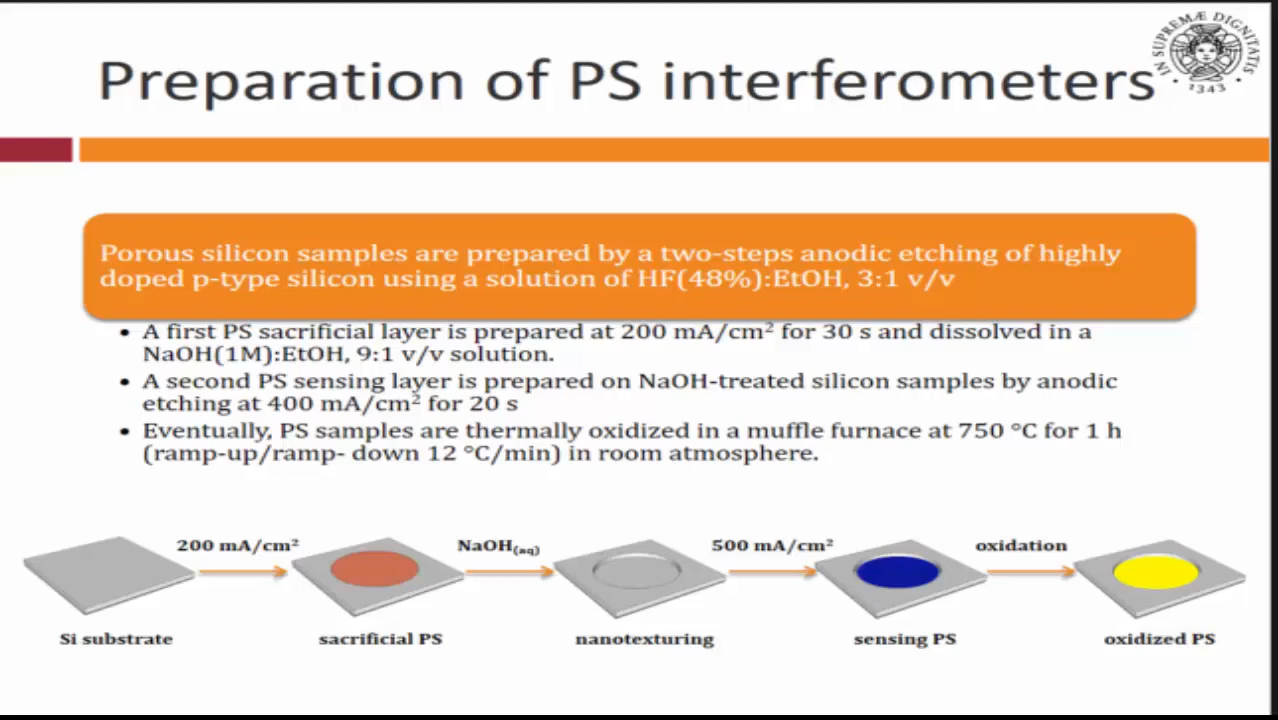 IN SUPREMÆ DIGNITATIS
· 1343 ·
Preparation of PS interferometers
Porous silicon samples are prepared by a two-steps anodic etching of highly
doped p-type silicon using a solution of HF(48%):EtOH, 3:1 v/v
• A first PS sacrificial layer is prepared at 200 mA/cm² for 30 s and dissolved in a
NaOH(1M):EtOH, 9:1 v/v solution.
• A second PS sensing layer is prepared on NaOH-treated silicon samples by anodic
etching at 400 mA/cm² for 20 s
• Eventually, PS samples are thermally oxidized in a muffle furnace at 750 °C for 1 h
(ramp-up/ramp- down 12 °C/min) in room atmosphere.
200 mA/cm² NaOH(aq) 500 mA/cm² oxidation
Si substrate sacrificial PS nanotexturing sensing PS oxidized PS